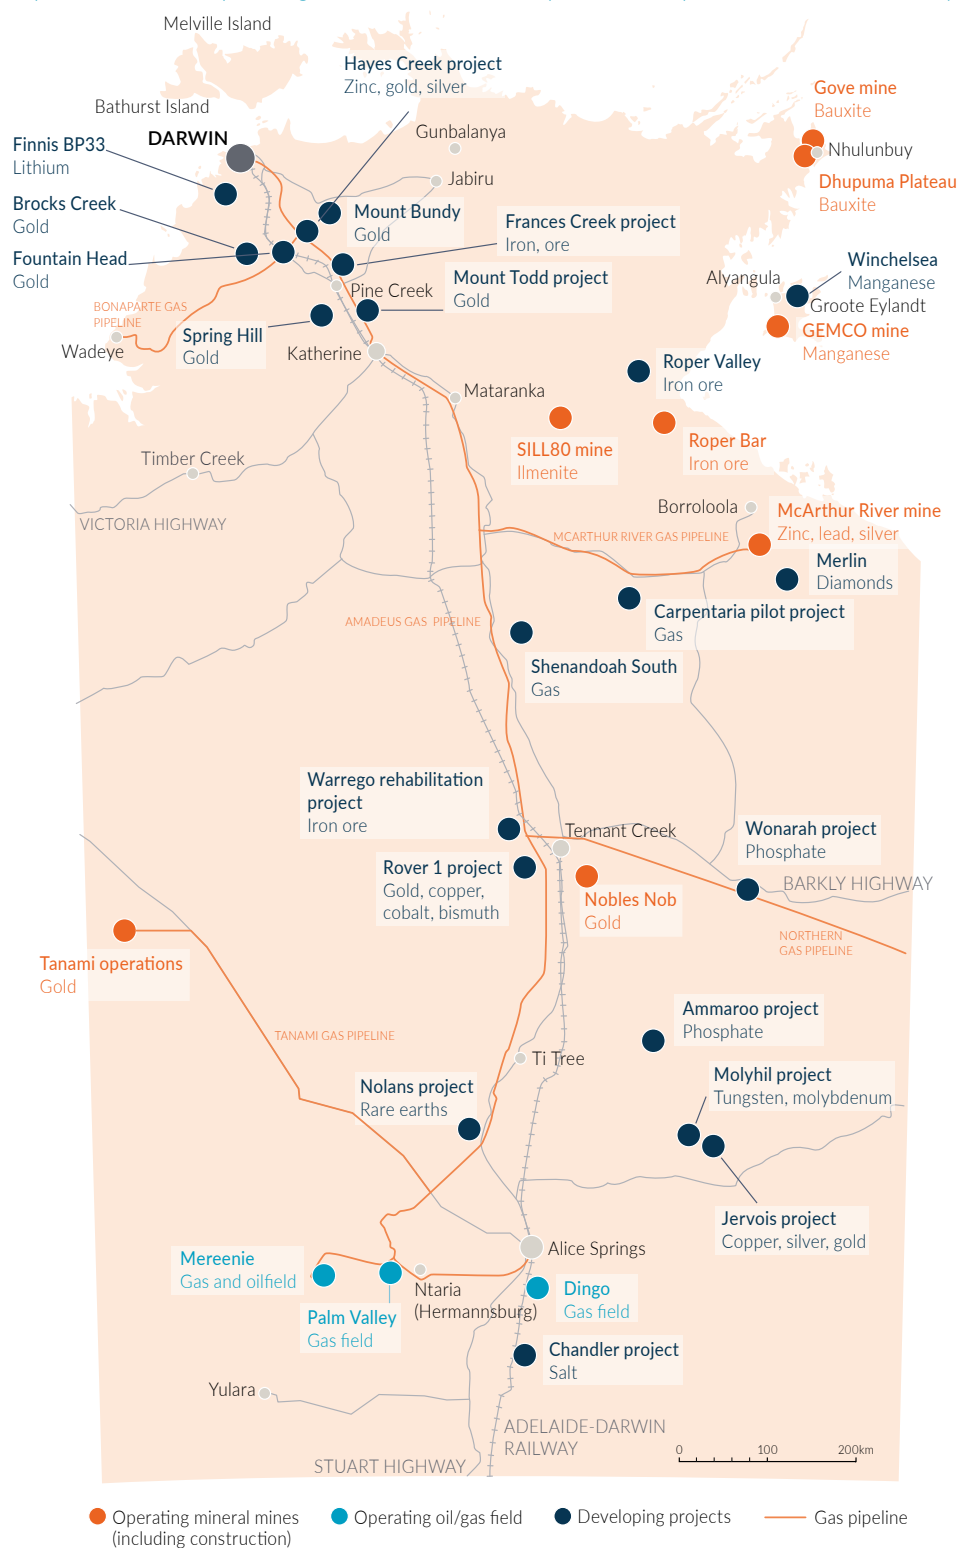 Melville Island
Hayes Creek project
Zinc, gold, silver
Gove mine
Bauxite
Bathurst Island
DARWIN
Gunbalanya
Finnis BP33
Lithium
Nhulunbuy
Jabiru
Dhupuma Plateau
Bauxite
Brocks Creek
Gold
Mount Bundy
Gold
Frances Creek project
Iron, ore
Fountain Head
Gold
Winchelsea
Manganese
Mount Todd project
Gold
Alyangula
Pine Creek
Groote Eylandt
BONAPARTE GAS
PIPELINE
Spring Hill
Gold
GEMCO mine
Manganese
Wadeye
Katherine
Roper Valley
Iron ore
Mataranka
SILL80 mine
Ilmenite
Roper Bar
Iron ore
Timber Creek
Borroloola
McArthur River mine
Zinc, lead, silver
VICTORIA HIGHWAY
MCARTHUR RIVER GAS PIPELINE
Merlin
Diamonds
AMADEUS GAS PIPELINE
Carpentaria pilot project
Gas
Shenandoah South
Gas
Warrego rehabilitation
project
Iron ore
Tennant Creek
Wonarah project
Phosphate
Rover 1 project
Gold, copper,
cobalt, bismuth
BARKLY HIGHWAY
Nobles Nob
Gold
NORTHERN
GAS PIPELINE
Tanami operations
Gold
Ammaroo project
Phosphate
TANAMI GAS PIPELINE
Ti Tree
Molyhil project
Tungsten, molybdenum
Nolans project
Rare earths
Jervois project
Copper, silver, gold
Alice Springs
Mereenie
Gas and oilfield
Ntaria
(Hermannsburg)
Dingo
Gas field
Palm Valley
Gas field
Chandler project
Salt
Yulara
ADELAIDE-DARWIN
RAILWAY
STUART HIGHWAY
0 100 200km
Operating mineral mines
(including construction)
Operating oil/gas field
Developing projects
Gas pipeline